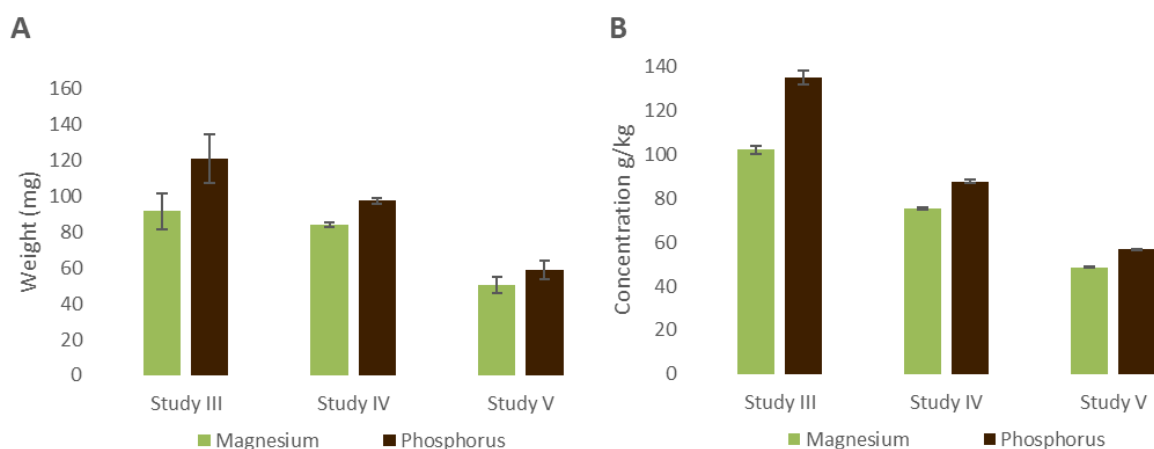 A
Weight (mg)
160
140
120
100
80
60
40
20
0
Study III
Study IV
Study V
Magnesium
Phosphorus
B
Concentration g/kg
140
120
100
80
60
40
20
0
Study III
Study IV
Study V
Magnesium
Phosphorus